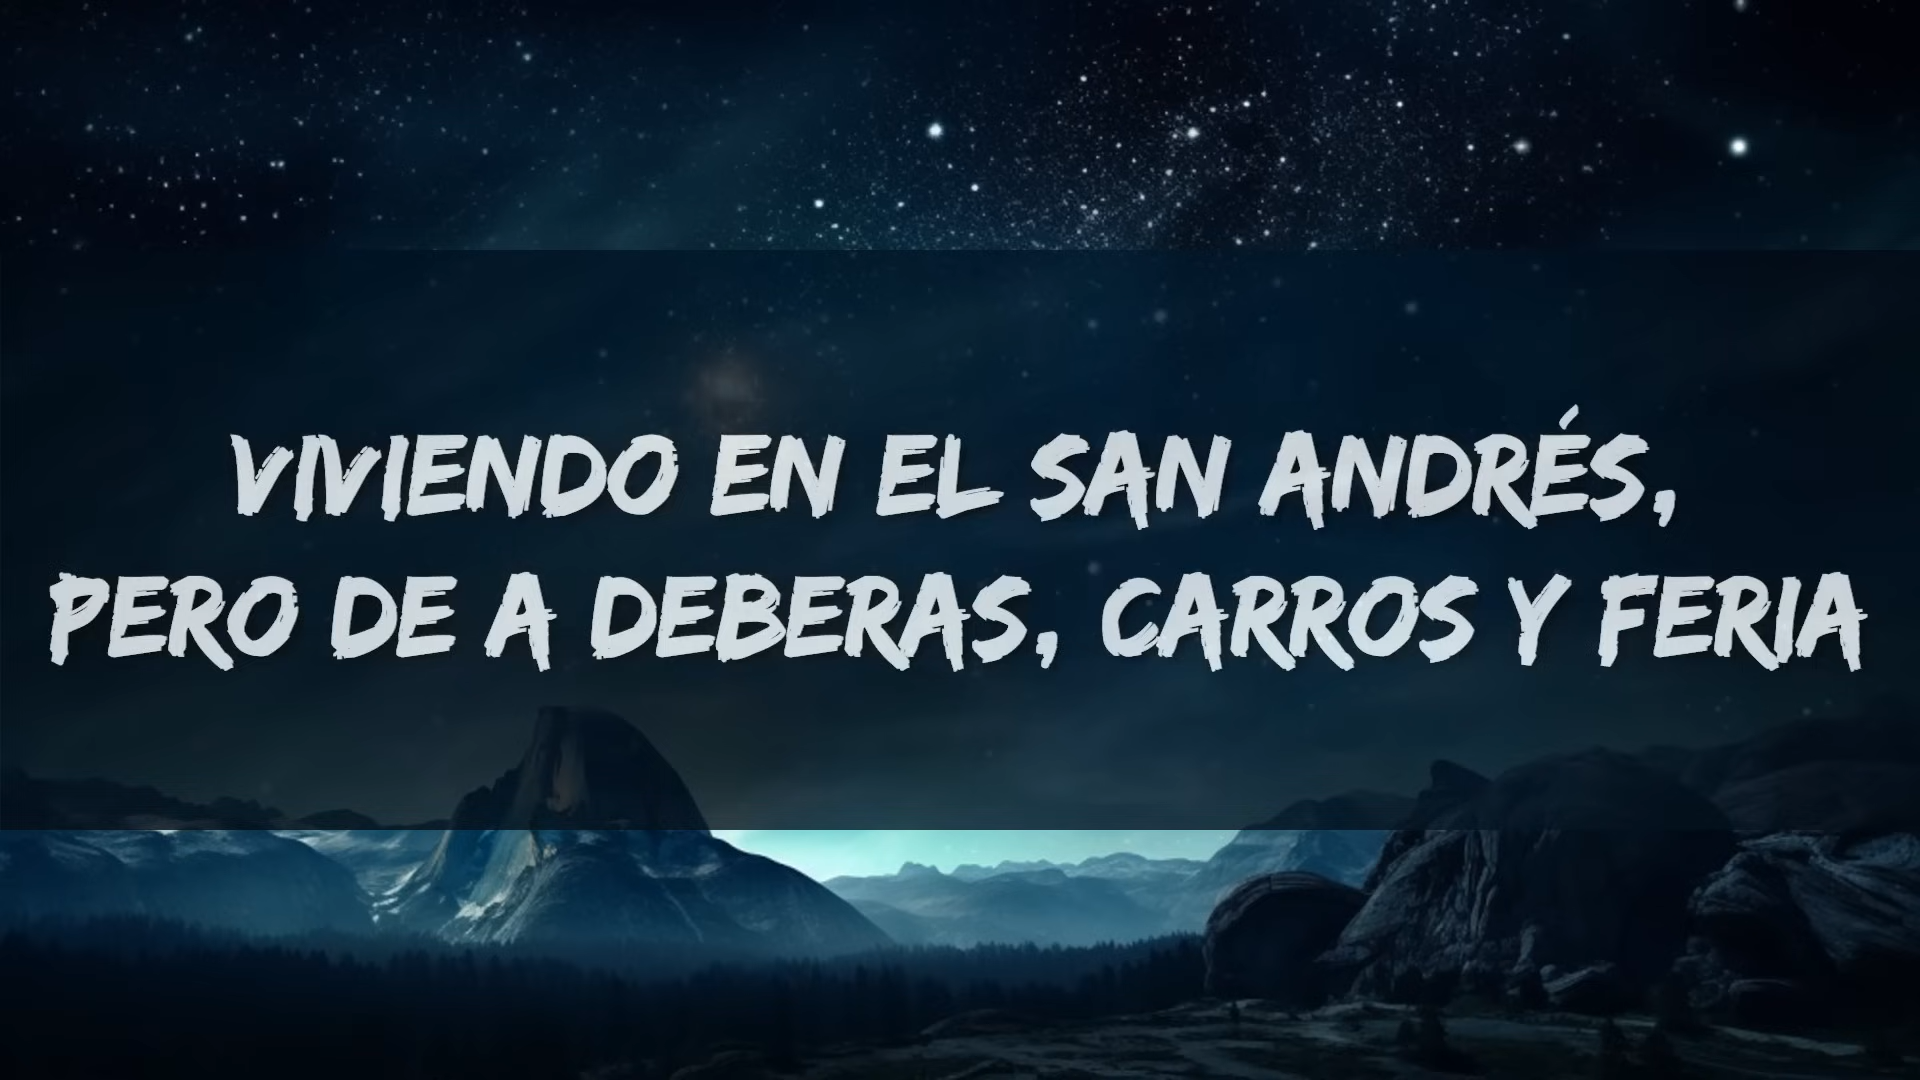 VIVIENDO EN EL SAN ANDRÉS,
PERO DE A DEBERAS, CARROS Y FERIA